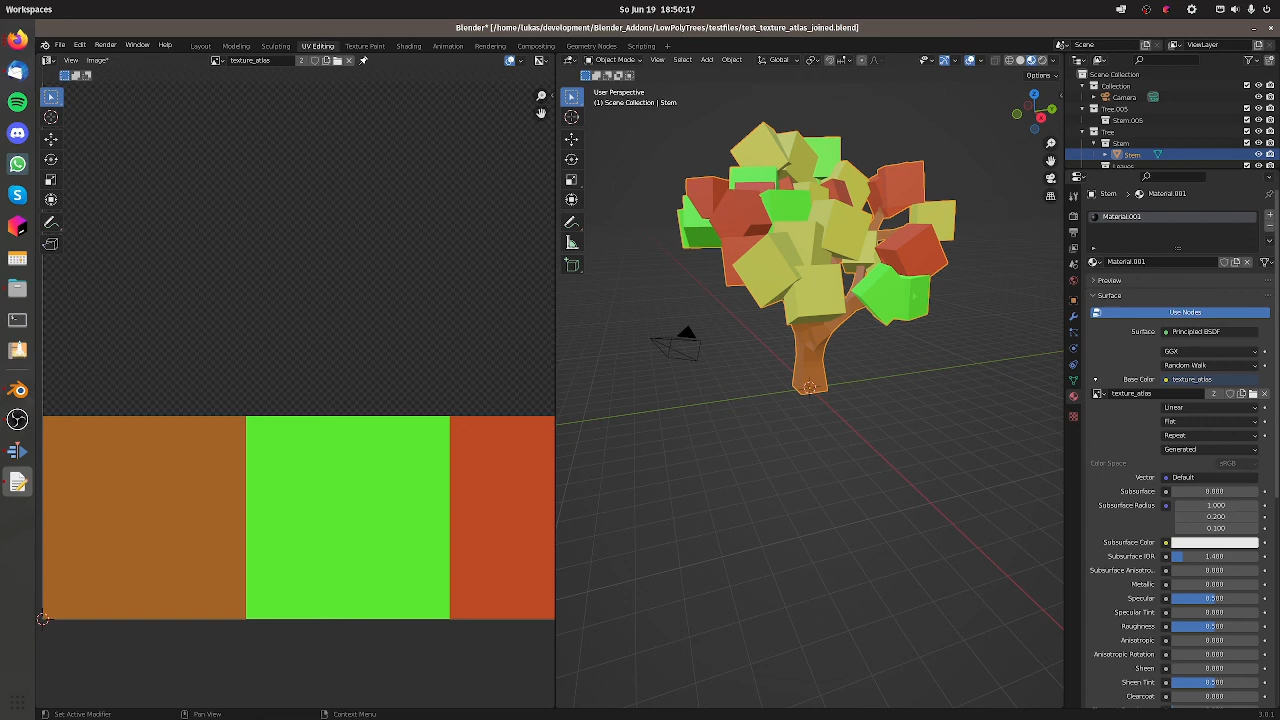 Workspaces
So Jun 19 18:50:17
Blender* [/home/lukas/development/Blender_Addons/LowPolyTrees/testfiles/test_texture_atlas_joined.blend]
File Edit Render Window Help
Layout Modeling Sculpting UV Editing Texture Paint Shading Animation Rendering Compositing Geometry Nodes Scripting +
Scene
ViewLayer
View Image*
texture_atlas 2
Object Mode View Select Add Object
Global
Options
User Perspective
(1) Scene Collection | Stem
Z
Y
X
Scene Collection
Collection
Camera
Tree.005
Stem.005
Tree
Stem
Stem
Leaves
Stem > Material.001
Material.001
Material.001
Preview
Surface
Use Nodes
Surface Principled BSDF
GGX
Random Walk
Base Color texture_atlas
texture_atlas 2
Linear
Flat
Repeat
Generated
Color Space sRGB
Vector Default
Subsurface 0.000
Subsurface Radius 1.000
0.200
0.100
Subsurface Color
Subsurface IOR 1.400
Subsurface Anisotro.. 0.000
Metallic 0.000
Specular 0.500
Specular Tint 0.000
Roughness 0.500
Anisotropic 0.000
Anisotropic Rotation 0.000
Sheen 0.000
Sheen Tint 0.500
Clearcoat 0.000
Set Active Modifier
Pan View
Context Menu
3.0.1